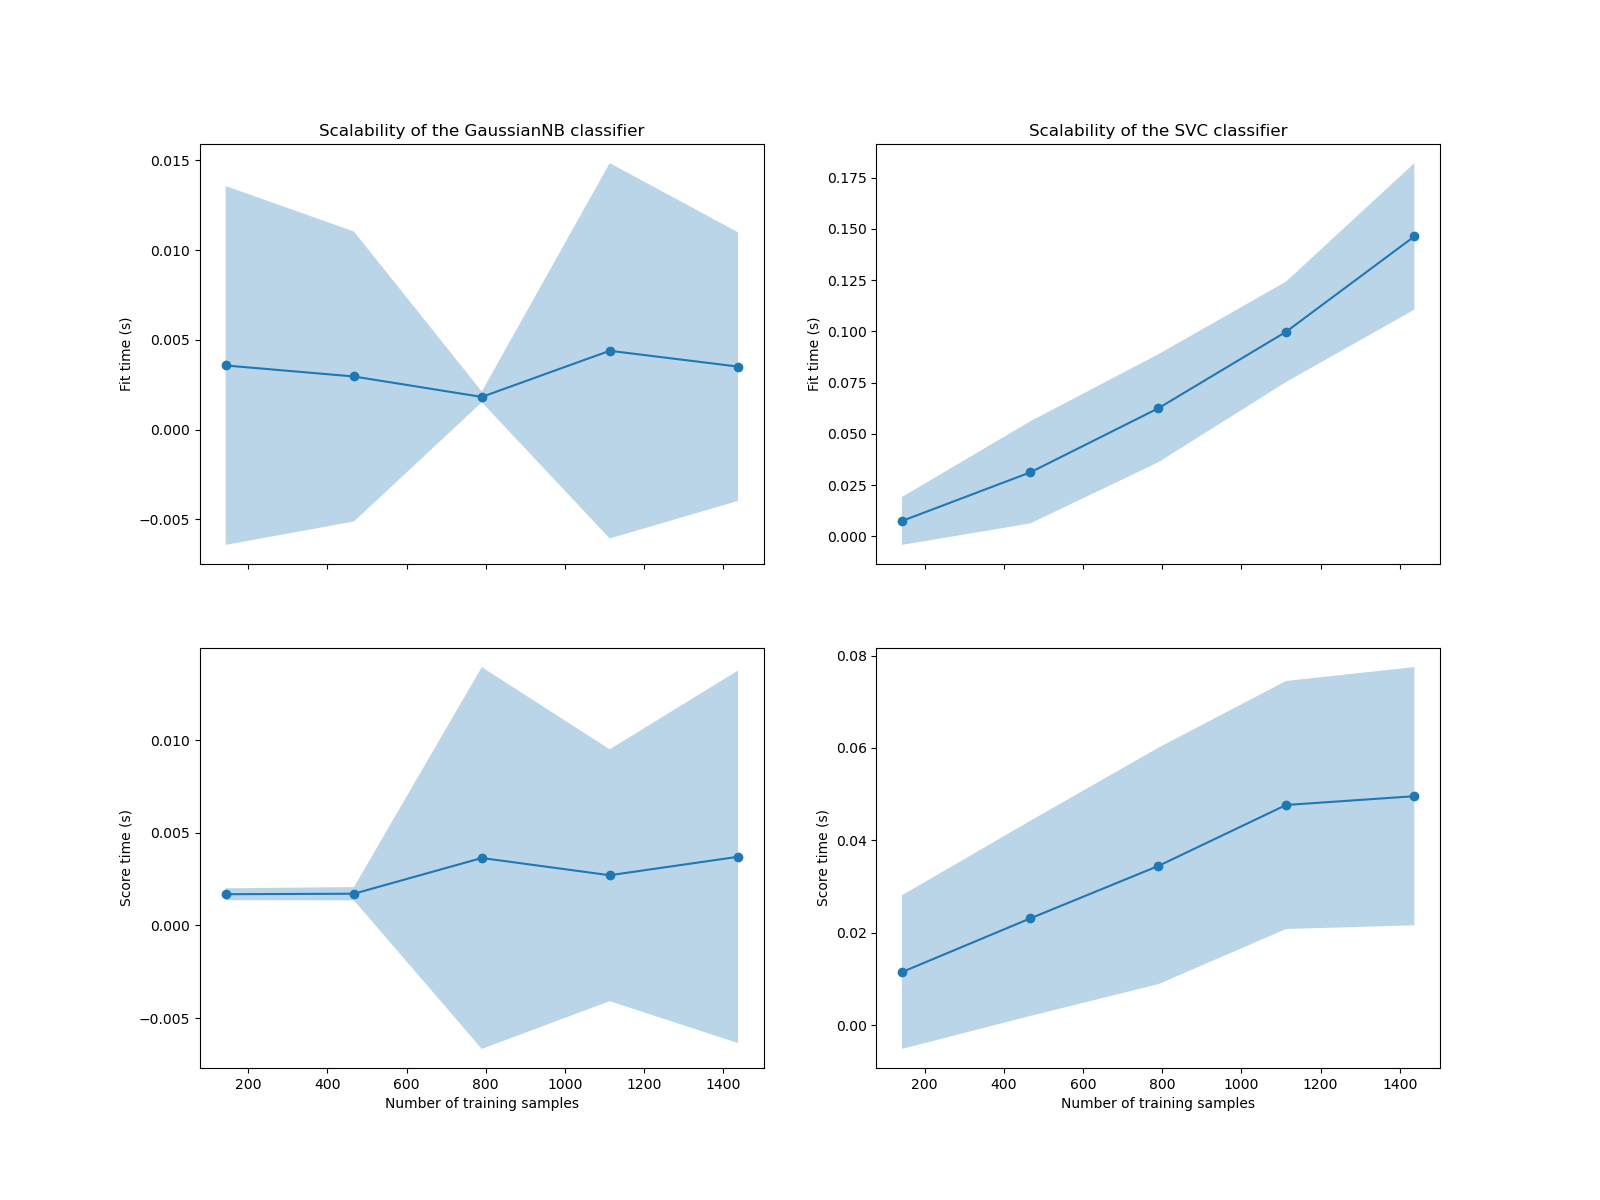 Scalability of the GaussianNB classifier
0.015
0.010
0.005
0.000
−0.005
Fit time (s)
Scalability of the SVC classifier
0.175
0.150
0.125
0.100
0.075
0.050
0.025
0.000
Fit time (s)
0.010
0.005
0.000
−0.005
Score time (s)
200 400 600 800 1000 1200 1400
Number of training samples
0.08
0.06
0.04
0.02
0.00
Score time (s)
200 400 600 800 1000 1200 1400
Number of training samples